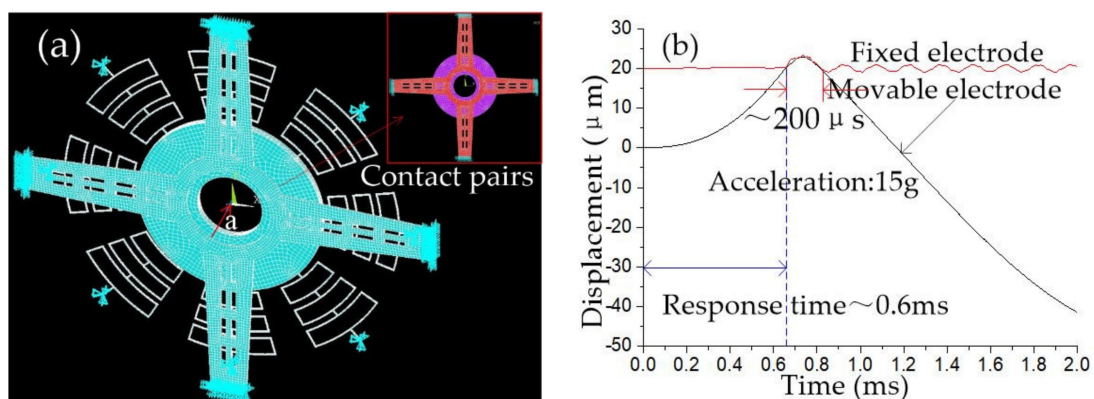 (a)
Contact pairs
a
(b)
Fixed electrode
Movable electrode
~200 μs
Acceleration:15g
Response time~0.6ms
Displacement (μm)
30
20
10
0
-10
-20
-30
-40
-50
0.0 0.2 0.4 0.6 0.8 1.0 1.2 1.4 1.6 1.8 2.0
Time (ms)